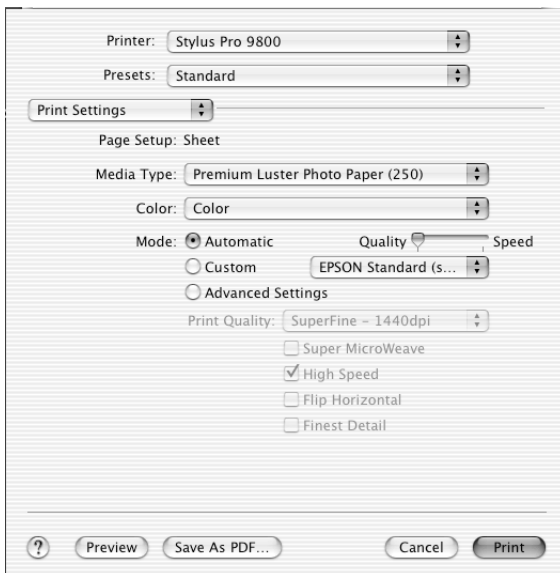 Printer: Stylus Pro 9800
Presets: Standard
Print Settings
Page Setup: Sheet
Media Type: Premium Luster Photo Paper (250)
Color: Color
Mode: Automatic Quality Speed
Custom EPSON Standard (s...
Advanced Settings
Print Quality: SuperFine – 1440dpi
Super MicroWeave
High Speed
Flip Horizontal
Finest Detail
? Preview Save As PDF... Cancel Print